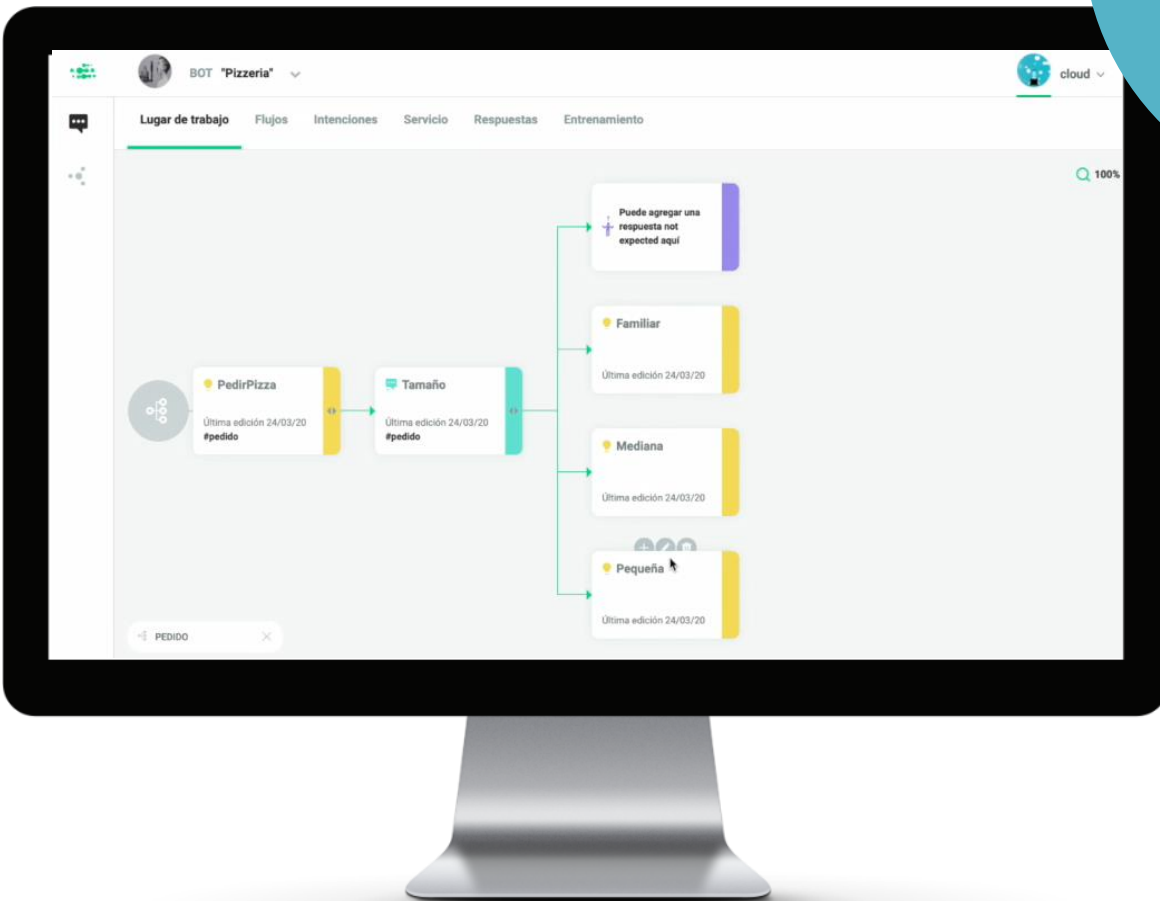 BOT "Pizzeria"
cloud
Lugar de trabajo Flujos Intenciones Servicio Respuestas Entrenamiento
100%
Puede agregar una
respuesta not
expected aquí
Familiar
Última edición 24/03/20
PedirPizza
Última edición 24/03/20
#pedido
Tamaño
Última edición 24/03/20
#pedido
Mediana
Última edición 24/03/20
Pequeña
Última edición 24/03/20
PEDIDO